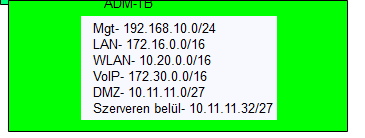 ADM-TB
Mgt- 192.168.10.0/24
LAN- 172.16.0.0/16
WLAN- 10.20.0.0/16
VoIP- 172.30.0.0/16
DMZ- 10.11.11.0/27
Szerveren belül- 10.11.11.32/27